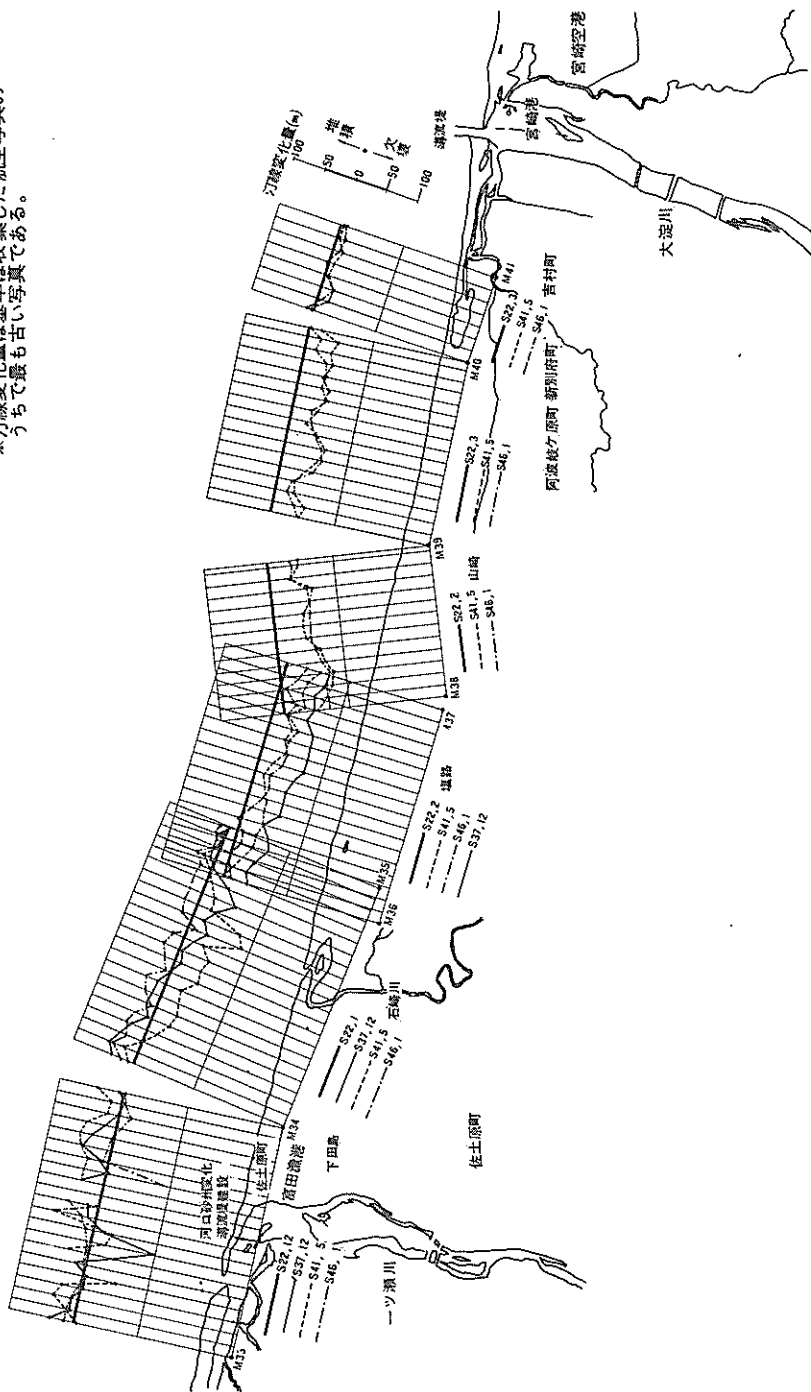 うちで最も古い写真である。
汀線変化量(m)
100
50
0
50
100
堆積
欠壊
導流堤
宮崎港
宮崎空港
大淀川
吉村町
新別府町
阿波岐ケ原町
M41
M40
S22,3
S41,5
S46,1
S22,3
S41,5
S46,1
M39
山崎
S22,2
S41,5
S46,1
M38
M37
塩路
S22,2
S41,5
S46,1
S37,12
M35
M36
石崎川
S22,1
S37,12
S41,5
S46,1
M34
富田漁港
下田島
佐土原町
佐土原町
河口砂州変化
導流堤建設
S22,12
S37,12
S41,5
S46,1
一ツ瀬川
M33